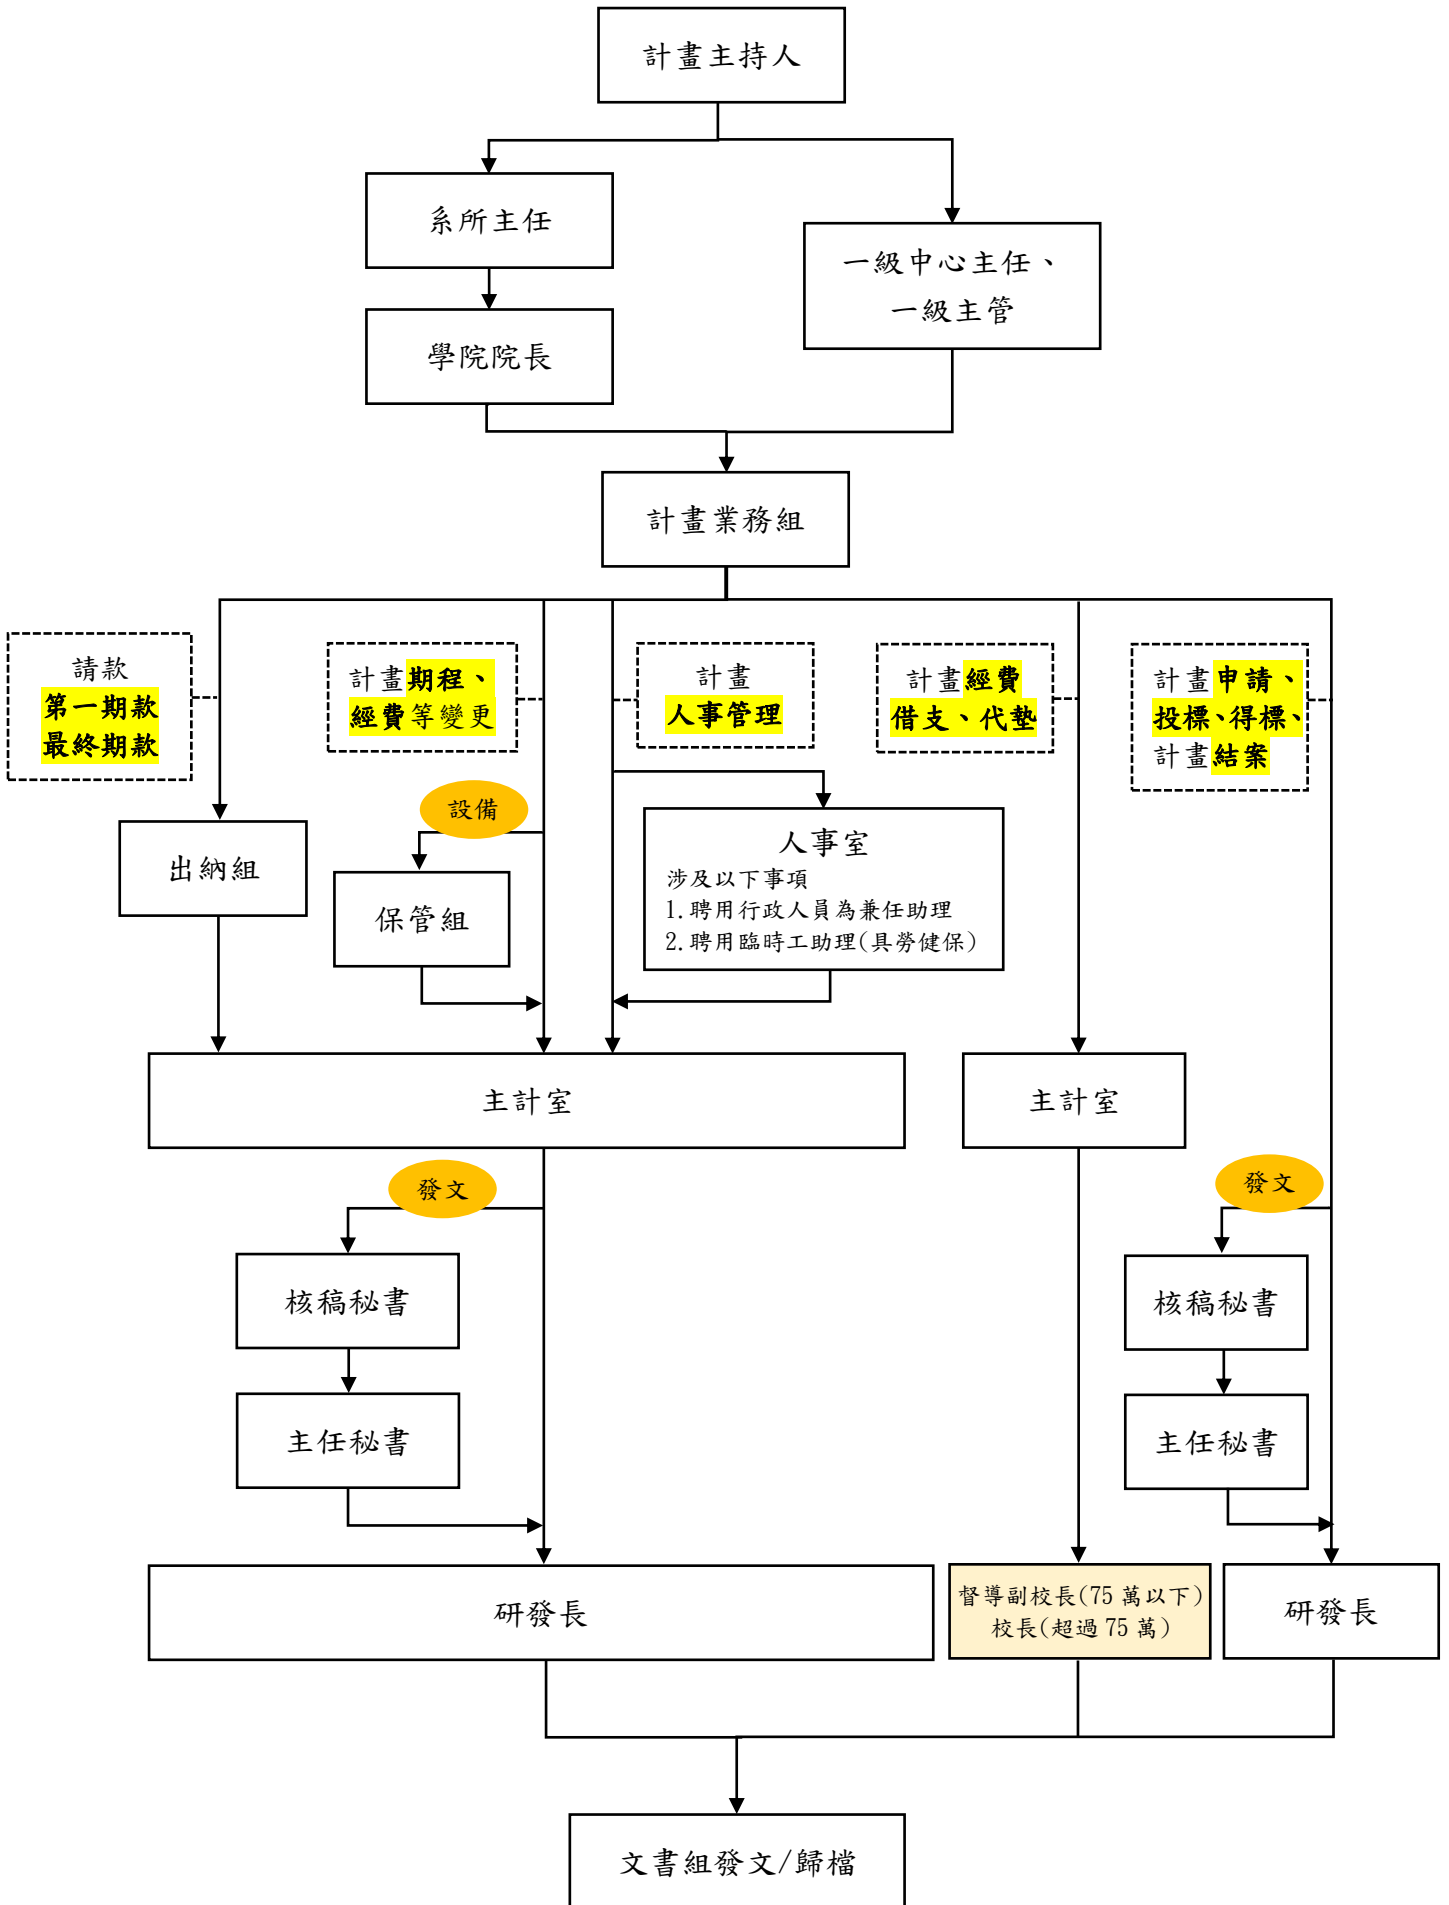 計畫主持人
系所主任
一級中心主任、
一級主管
學院院長
計畫業務組
請款
第一期款
最終期款
計畫期程、
經費等變更
計畫
人事管理
計畫經費
借支、代墊
計畫申請、
投標、得標、
計畫結案
設備
出納組
保管組
人事室
涉及以下事項
1.聘用行政人員為兼任助理
2.聘用臨時工助理(具勞健保)
主計室
主計室
發文
發文
核稿秘書
核稿秘書
主任秘書
主任秘書
研發長
督導副校長(75 萬以下)
校長(超過 75 萬)
研發長
文書組發文/歸檔